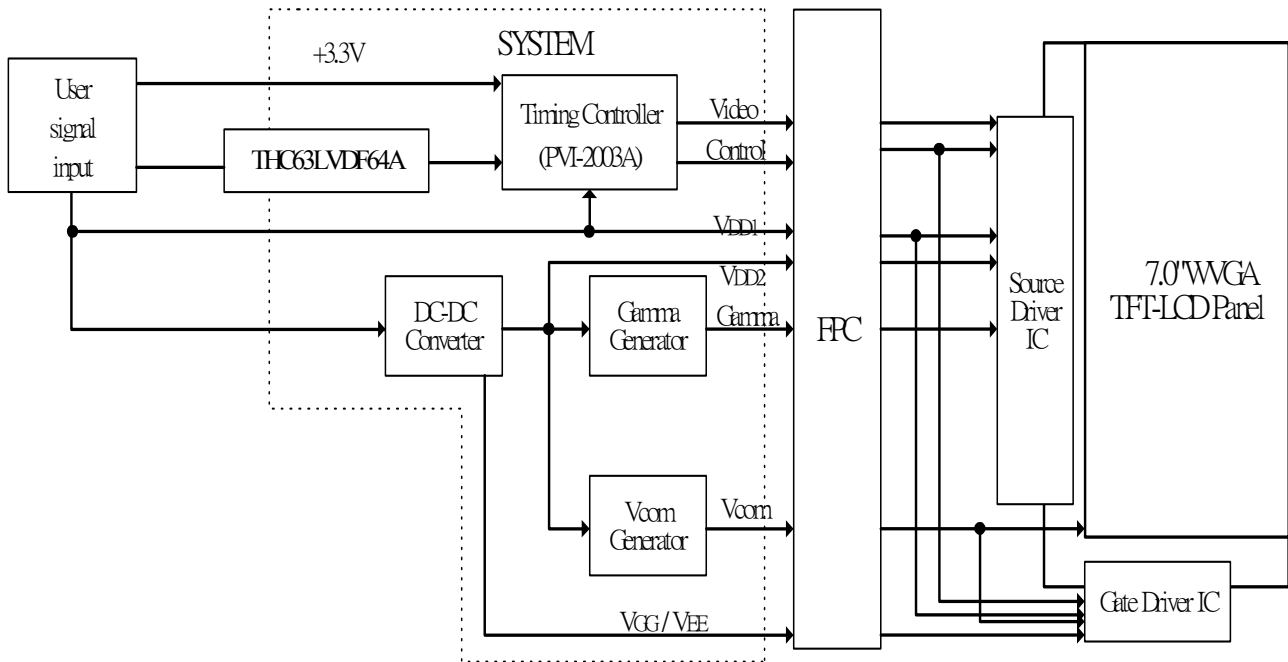 SYSTEM
+3.3V
User
signal
input
THC63LVDF64A
Timing Controller
(PVI-2003A)
Video
Control
VDD1
VDD2
DC-DC
Converter
Gamma
Generator
Gamma
Vcom
Generator
Vcom
VGG / VEE
FPC
Source
Driver
IC
7.0"WVGA
TFT-LCD Panel
Gate Driver IC